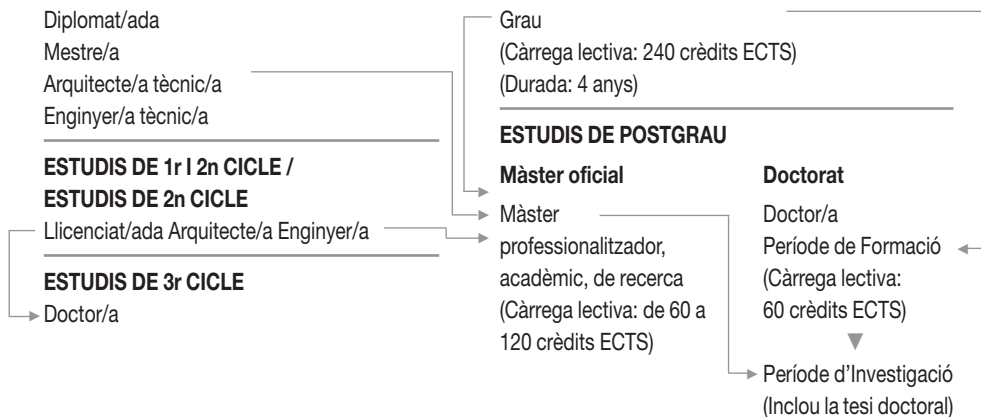 Diplomat/ada
Mestre/a
Arquitecte/a tècnic/a
Enginyer/a tècnic/a
ESTUDIS DE 1r I 2n CICLE /
ESTUDIS DE 2n CICLE
Llicenciat/ada Arquitecte/a Enginyer/a
ESTUDIS DE 3r CICLE
Doctor/a
Grau
(Càrrega lectiva: 240 crèdits ECTS)
(Durada: 4 anys)
ESTUDIS DE POSTGRAU
Màster oficial
Màster
professionalitzador,
acadèmic, de recerca
(Càrrega lectiva: de 60 a
120 crèdits ECTS)
Doctorat
Doctor/a
Període de Formació
(Càrrega lectiva:
60 crèdits ECTS)
Període d’Investigació
(Inclou la tesi doctoral)